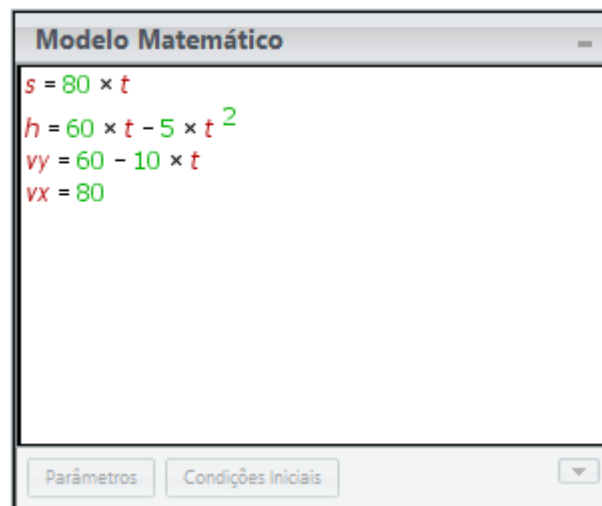 Modelo Matemático
s = 80 × t
h = 60 × t – 5 × t ²
vy = 60 – 10 × t
vx = 80
Parâmetros Condições Iniciais